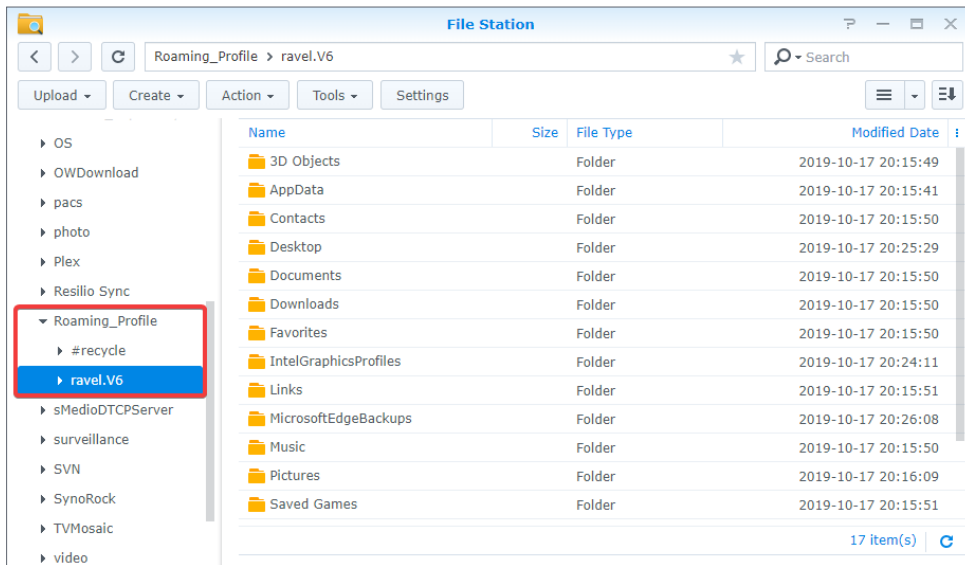 File Station
Roaming_Profile > ravel.V6
Search
Upload
Create
Action
Tools
Settings
OS
OWDownload
pacs
photo
Plex
Resilio Sync
Roaming_Profile
#recycle
ravel.V6
sMedioDTCPServer
surveillance
SVN
SynoRock
TVMosaic
video
Name Size File Type Modified Date
3D Objects Folder 2019-10-17 20:15:49
AppData Folder 2019-10-17 20:15:41
Contacts Folder 2019-10-17 20:15:50
Desktop Folder 2019-10-17 20:25:29
Documents Folder 2019-10-17 20:15:50
Downloads Folder 2019-10-17 20:15:50
Favorites Folder 2019-10-17 20:15:50
IntelGraphicsProfiles Folder 2019-10-17 20:24:11
Links Folder 2019-10-17 20:15:51
MicrosoftEdgeBackups Folder 2019-10-17 20:26:08
Music Folder 2019-10-17 20:15:50
Pictures Folder 2019-10-17 20:16:09
Saved Games Folder 2019-10-17 20:15:51
17 item(s)